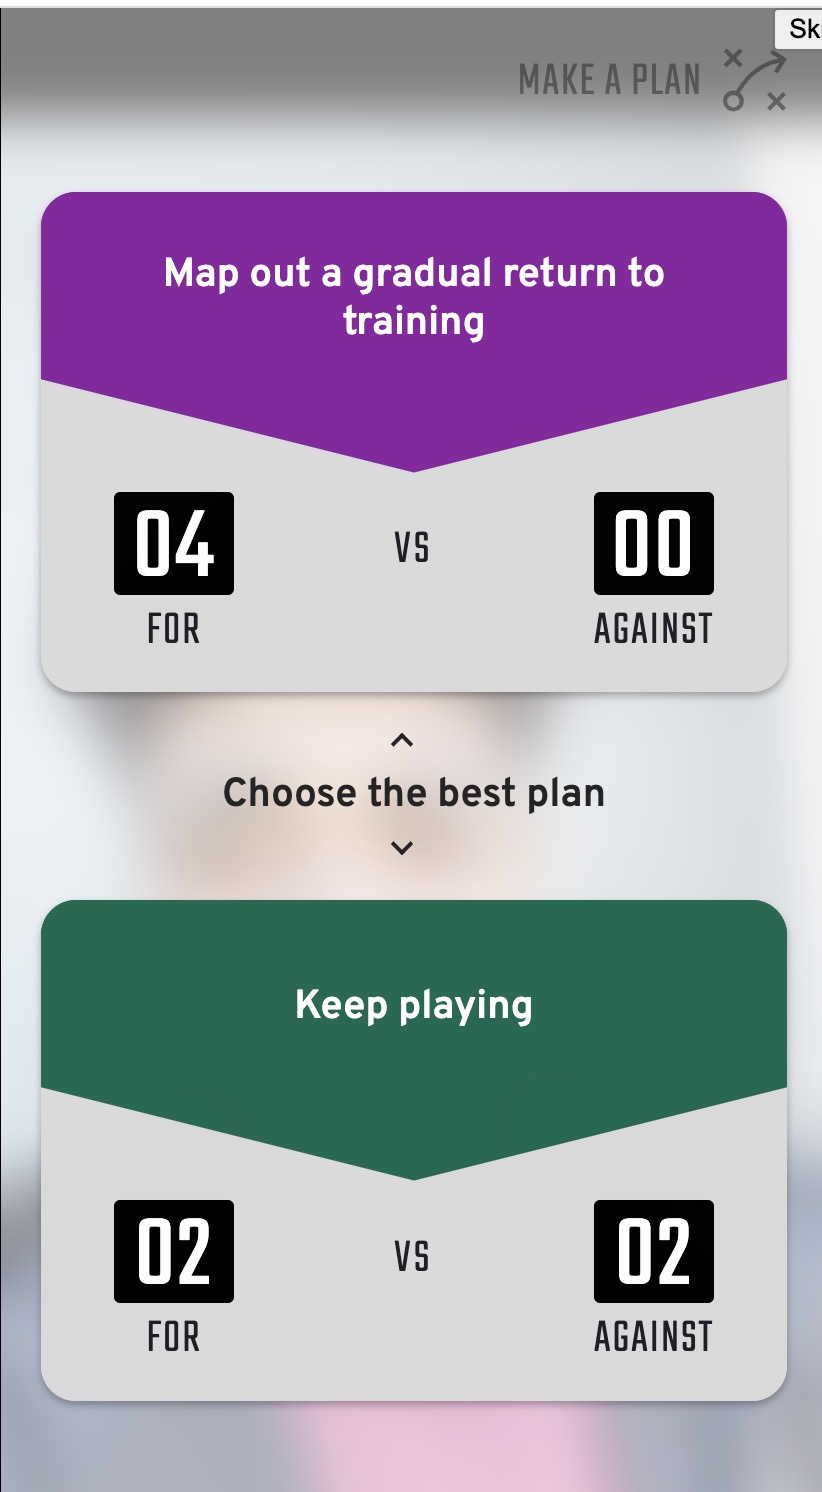 MAKE A PLAN
Map out a gradual return to
training
04
VS
00
FOR
AGAINST
Choose the best plan
Keep playing
02
VS
02
FOR
AGAINST